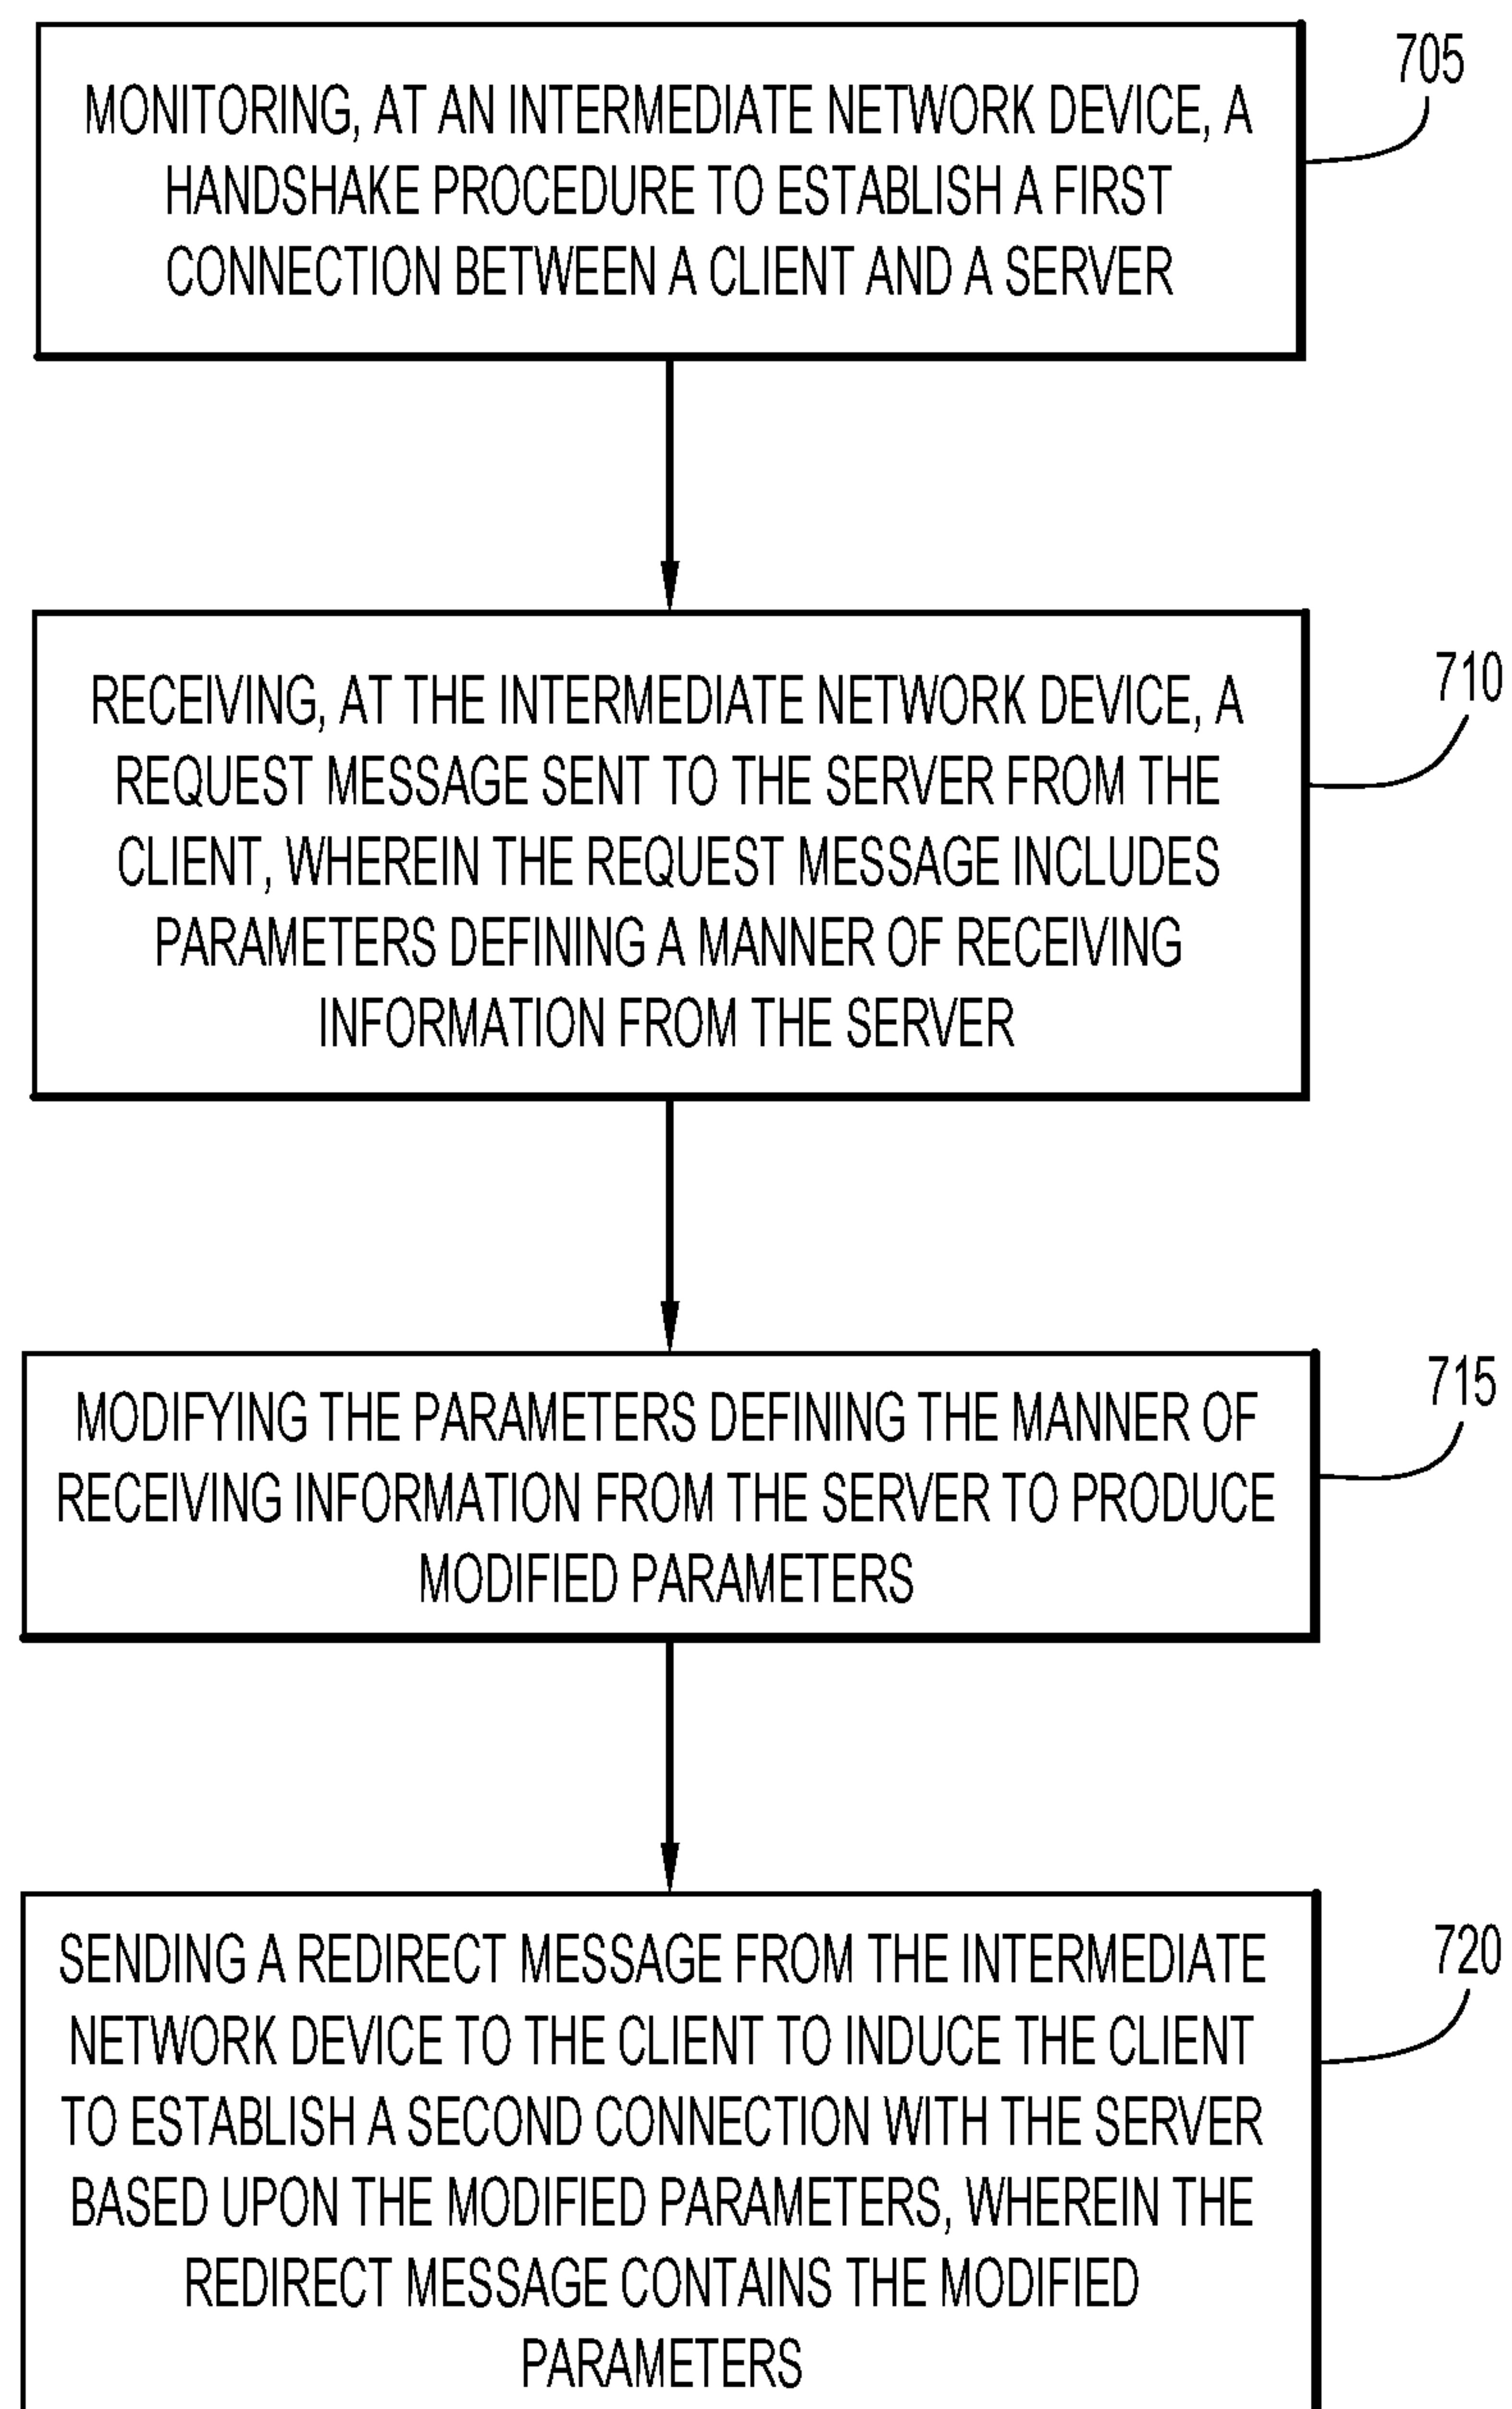 705
MONITORING, AT AN INTERMEDIATE NETWORK DEVICE, A
HANDSHAKE PROCEDURE TO ESTABLISH A FIRST
CONNECTION BETWEEN A CLIENT AND A SERVER
710
RECEIVING, AT THE INTERMEDIATE NETWORK DEVICE, A
REQUEST MESSAGE SENT TO THE SERVER FROM THE
CLIENT, WHEREIN THE REQUEST MESSAGE INCLUDES
PARAMETERS DEFINING A MANNER OF RECEIVING
INFORMATION FROM THE SERVER
715
MODIFYING THE PARAMETERS DEFINING THE MANNER OF
RECEIVING INFORMATION FROM THE SERVER TO PRODUCE
MODIFIED PARAMETERS
720
SENDING A REDIRECT MESSAGE FROM THE INTERMEDIATE
NETWORK DEVICE TO THE CLIENT TO INDUCE THE CLIENT
TO ESTABLISH A SECOND CONNECTION WITH THE SERVER
BASED UPON THE MODIFIED PARAMETERS, WHEREIN THE
REDIRECT MESSAGE CONTAINS THE MODIFIED
PARAMETERS